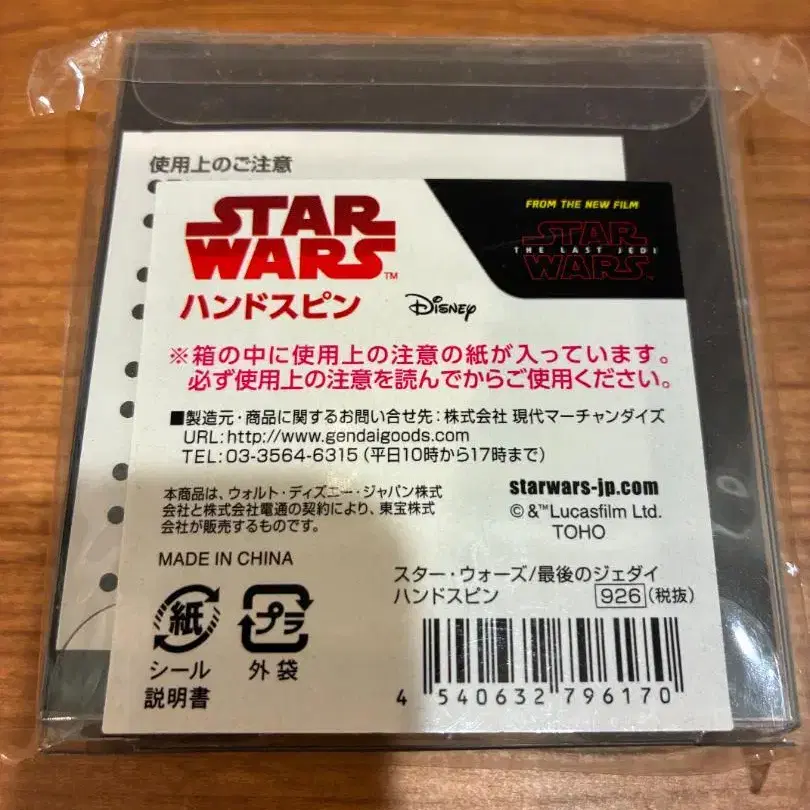 使用上のご注意
STAR
WARS™
ハンドスピン
Disney
FROM THE NEW FILM
STAR
THE LAST JEDI
WARS
※箱の中に使用上の注意の紙が入っています。
必ず使用上の注意を読んでからご使用ください。
■製造元・商品に関するお問い合せ先：株式会社 現代マーチャンダイズ
URL:http://www.gendaigoods.com
TEL:03-3564-6315（平日10時から17時まで）
本商品は、ウォルト・ディズニー・ジャパン株式
会社と株式会社電通の契約により、東宝株式
会社が販売するものです。
starwars-jp.com
©&™Lucasfilm Ltd.
TOHO
MADE IN CHINA
紙
シール
説明書
プラ
外袋
スター・ウォーズ/最後のジェダイ
ハンドスピン 926（税抜）
4 540632 796170